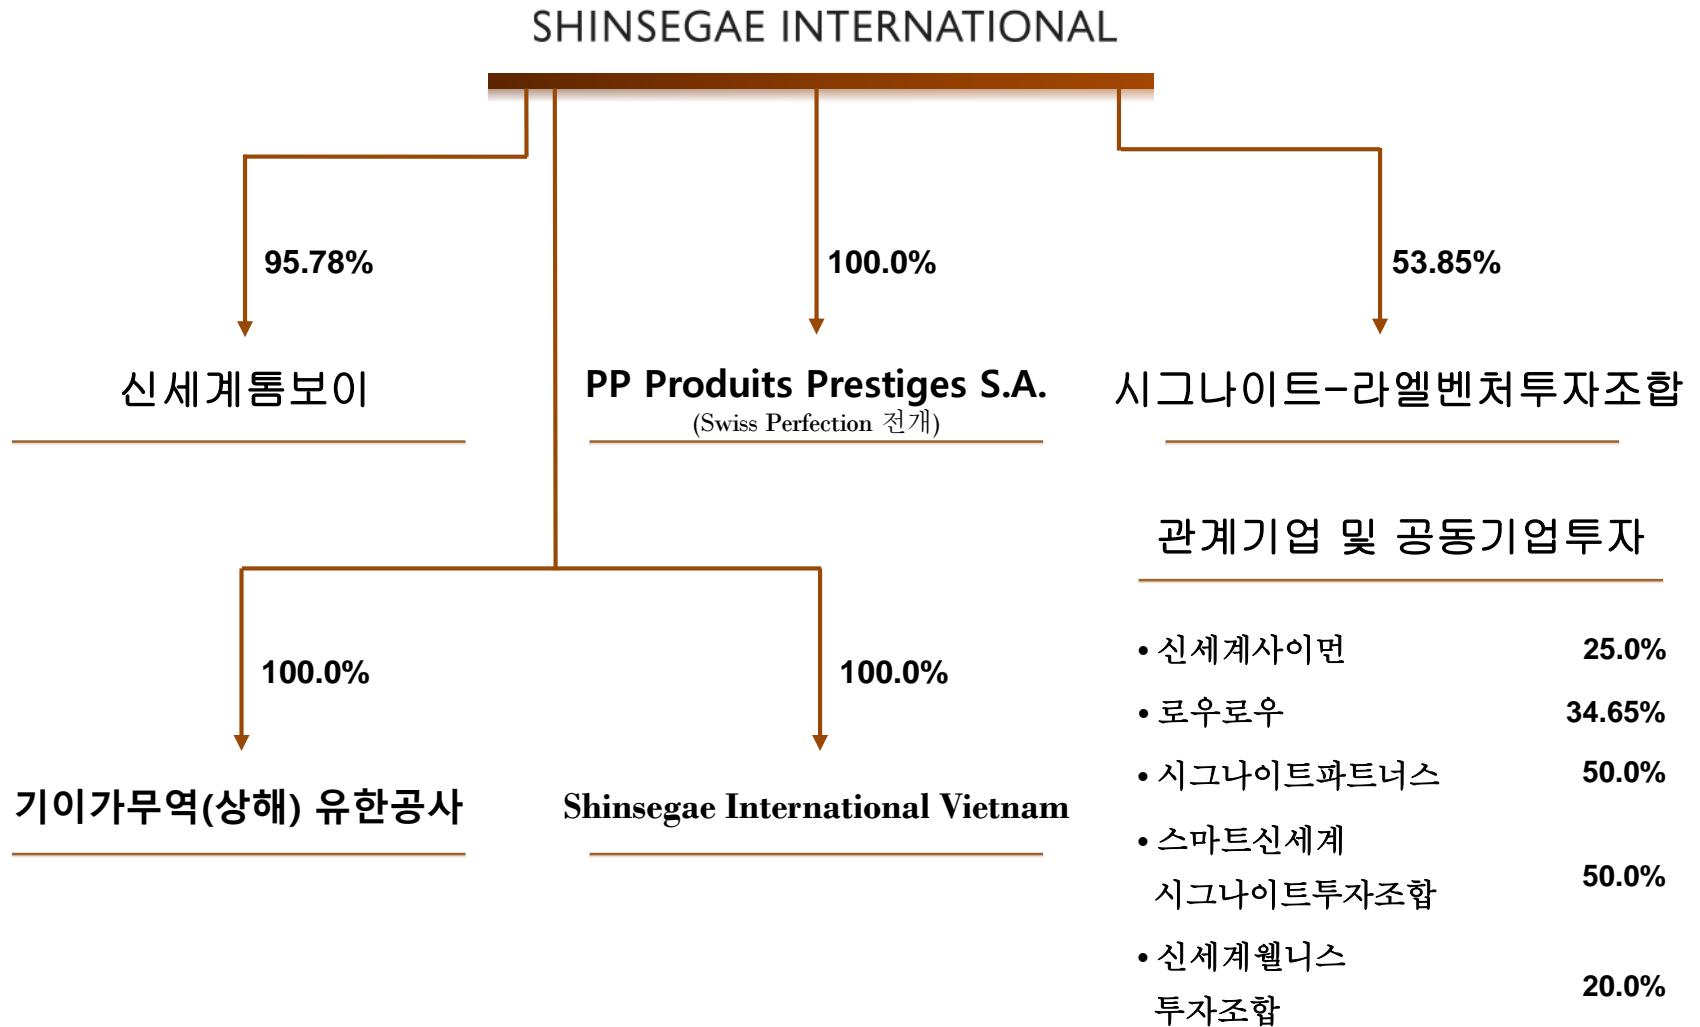 SHINSEGAE INTERNATIONAL
95.78%
100.0%
53.85%
신세계톰보이
PP Produits Prestiges S.A.
(Swiss Perfection 전개)
시그나이트-라엘벤처투자조합
100.0%
100.0%
기이가무역(상해) 유한공사
Shinsegae International Vietnam
관계기업 및 공동기업투자
• 신세계사이먼 25.0%
• 로우로우 34.65%
• 시그나이트파트너스 50.0%
• 스마트신세계
시그나이트투자조합 50.0%
• 신세계웰니스
투자조합 20.0%